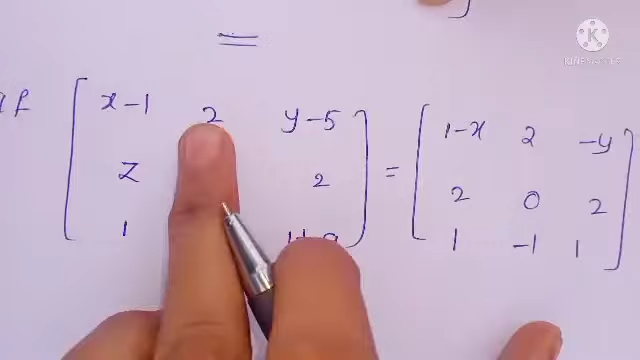 If [ x-1 2 y-5 ] = [ 1-x 2 -y ]
z 2 2 0 2
1 1 -1 1
KINEMASTER